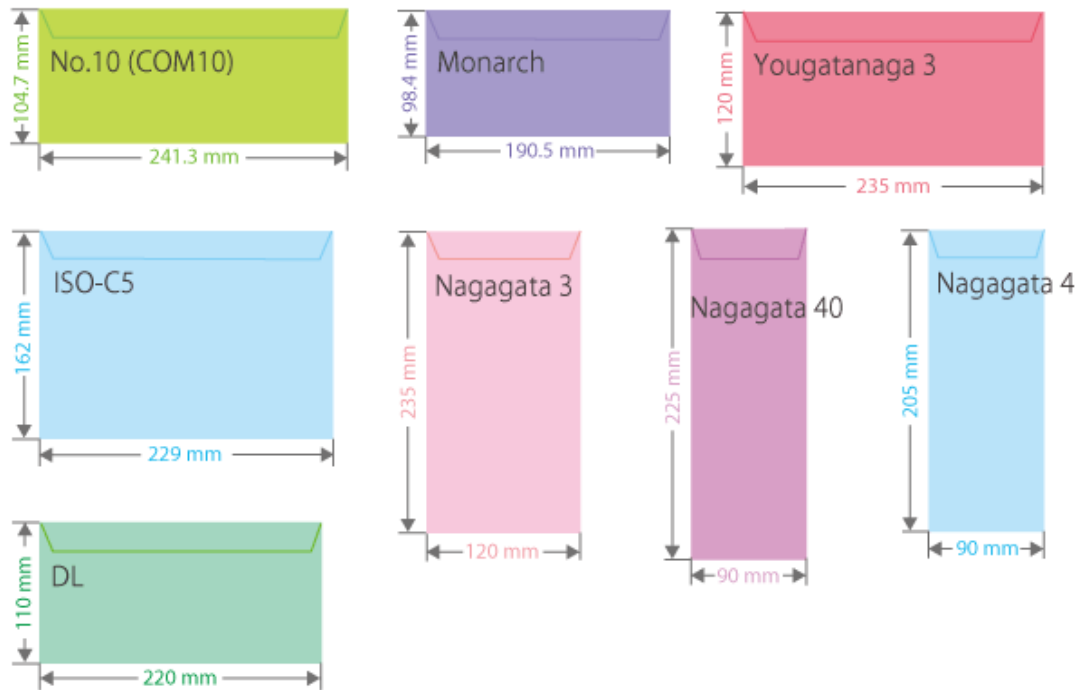 No.10 (COM10)
104.7 mm
241.3 mm
Monarch
98.4 mm
190.5 mm
Yougatanaga 3
120 mm
235 mm
ISO-C5
162 mm
229 mm
Nagagata 3
235 mm
120 mm
Nagagata 40
225 mm
90 mm
Nagagata 4
205 mm
90 mm
DL
110 mm
220 mm